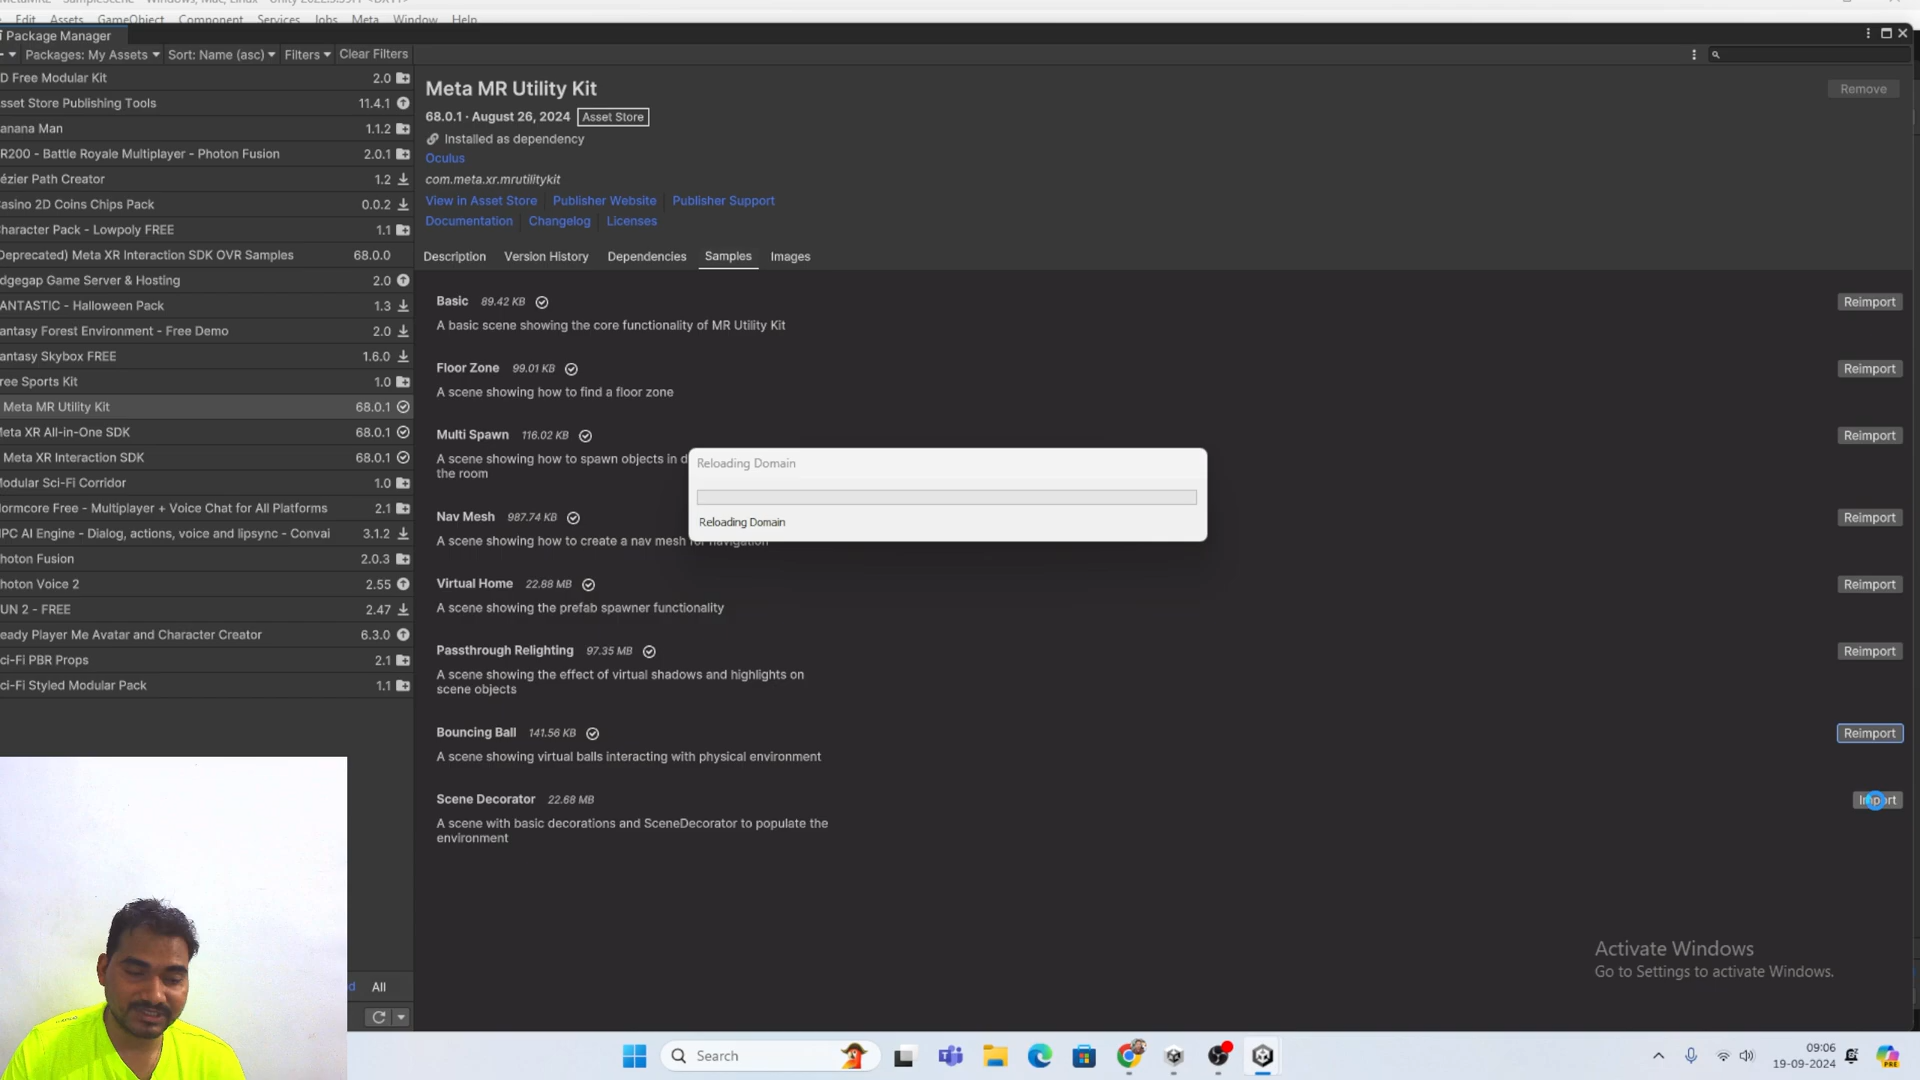 Edit Assets GameObject Component Services Jobs Meta Window Help
Package Manager
Packages: My Assets Sort: Name (asc) Filters Clear Filters
D Free Modular Kit 2.0
sset Store Publishing Tools 11.4.1
anana Man 1.1.2
R200 - Battle Royale Multiplayer - Photon Fusion 2.0.1
ézier Path Creator 1.2
asino 2D Coins Chips Pack 0.0.2
haracter Pack - Lowpoly FREE 1.1
Deprecated) Meta XR Interaction SDK OVR Samples 68.0.0
dgegap Game Server & Hosting 2.0
ANTASTIC - Halloween Pack 1.3
antasy Forest Environment - Free Demo 2.0
antasy Skybox FREE 1.6.0
ree Sports Kit 1.0
Meta MR Utility Kit 68.0.1
Meta XR All-in-One SDK 68.0.1
Meta XR Interaction SDK 68.0.1
Modular Sci-Fi Corridor 1.0
ormcore Free - Multiplayer + Voice Chat for All Platforms 2.1
IPC AI Engine - Dialog, actions, voice and lipsync - Convai 3.1.2
hoton Fusion 2.0.3
hoton Voice 2 2.55
UN 2 - FREE 2.47
eady Player Me Avatar and Character Creator 6.3.0
ci-Fi PBR Props 2.1
ci-Fi Styled Modular Pack 1.1
d All
Meta MR Utility Kit
Remove
68.0.1 · August 26, 2024 Asset Store
Installed as dependency
Oculus
com.meta.xr.mrutilitykit
View in Asset Store Publisher Website Publisher Support
Documentation Changelog Licenses
Description Version History Dependencies Samples Images
Basic 89.42 KB Reimport
A basic scene showing the core functionality of MR Utility Kit
Floor Zone 99.01 KB Reimport
A scene showing how to find a floor zone
Multi Spawn 116.02 KB Reimport
A scene showing how to spawn objects in d
the room
Nav Mesh 987.74 KB Reimport
A scene showing how to create a nav mesh for navigation
Virtual Home 22.88 MB Reimport
A scene showing the prefab spawner functionality
Passthrough Relighting 97.35 MB Reimport
A scene showing the effect of virtual shadows and highlights on
scene objects
Bouncing Ball 141.56 KB Reimport
A scene showing virtual balls interacting with physical environment
Scene Decorator 22.68 MB Import
A scene with basic decorations and SceneDecorator to populate the
environment
Reloading Domain
Reloading Domain
Activate Windows
Go to Settings to activate Windows.
Search
09:06
19-09-2024
PRE